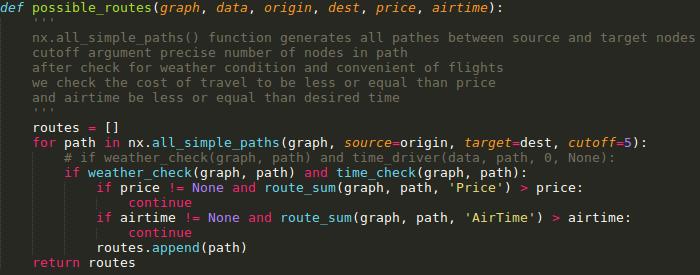 def possible_routes(graph, data, origin, dest, price, airtime):
    '''
    nx.all_simple_paths() function generates all pathes between source and target nodes
    cutoff argument precise number of nodes in path
    after check for weather condition and convenient of flights
    we check the cost of travel to be less or equal than price
    and airtime be less or equal than desired time
    '''
    routes = []
    for path in nx.all_simple_paths(graph, source=origin, target=dest, cutoff=5):
        # if weather_check(graph, path) and time_driver(data, path, 0, None):
        if weather_check(graph, path) and time_check(graph, path):
            if price != None and route_sum(graph, path, 'Price') > price:
                continue
            if airtime != None and route_sum(graph, path, 'AirTime') > airtime:
                continue
            routes.append(path)
    return routes